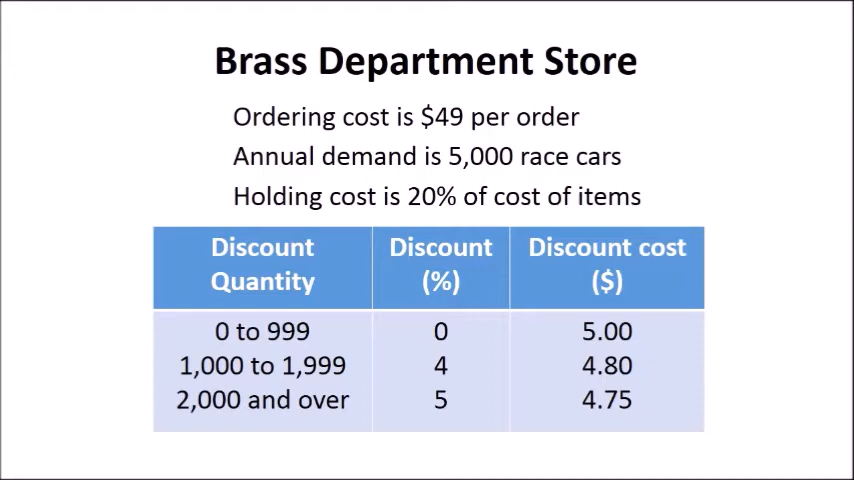 Brass Department Store
Ordering cost is $49 per order
Annual demand is 5,000 race cars
Holding cost is 20% of cost of items
Discount Quantity Discount (%) Discount cost ($)
0 to 999 0 5.00
1,000 to 1,999 4 4.80
2,000 and over 5 4.75